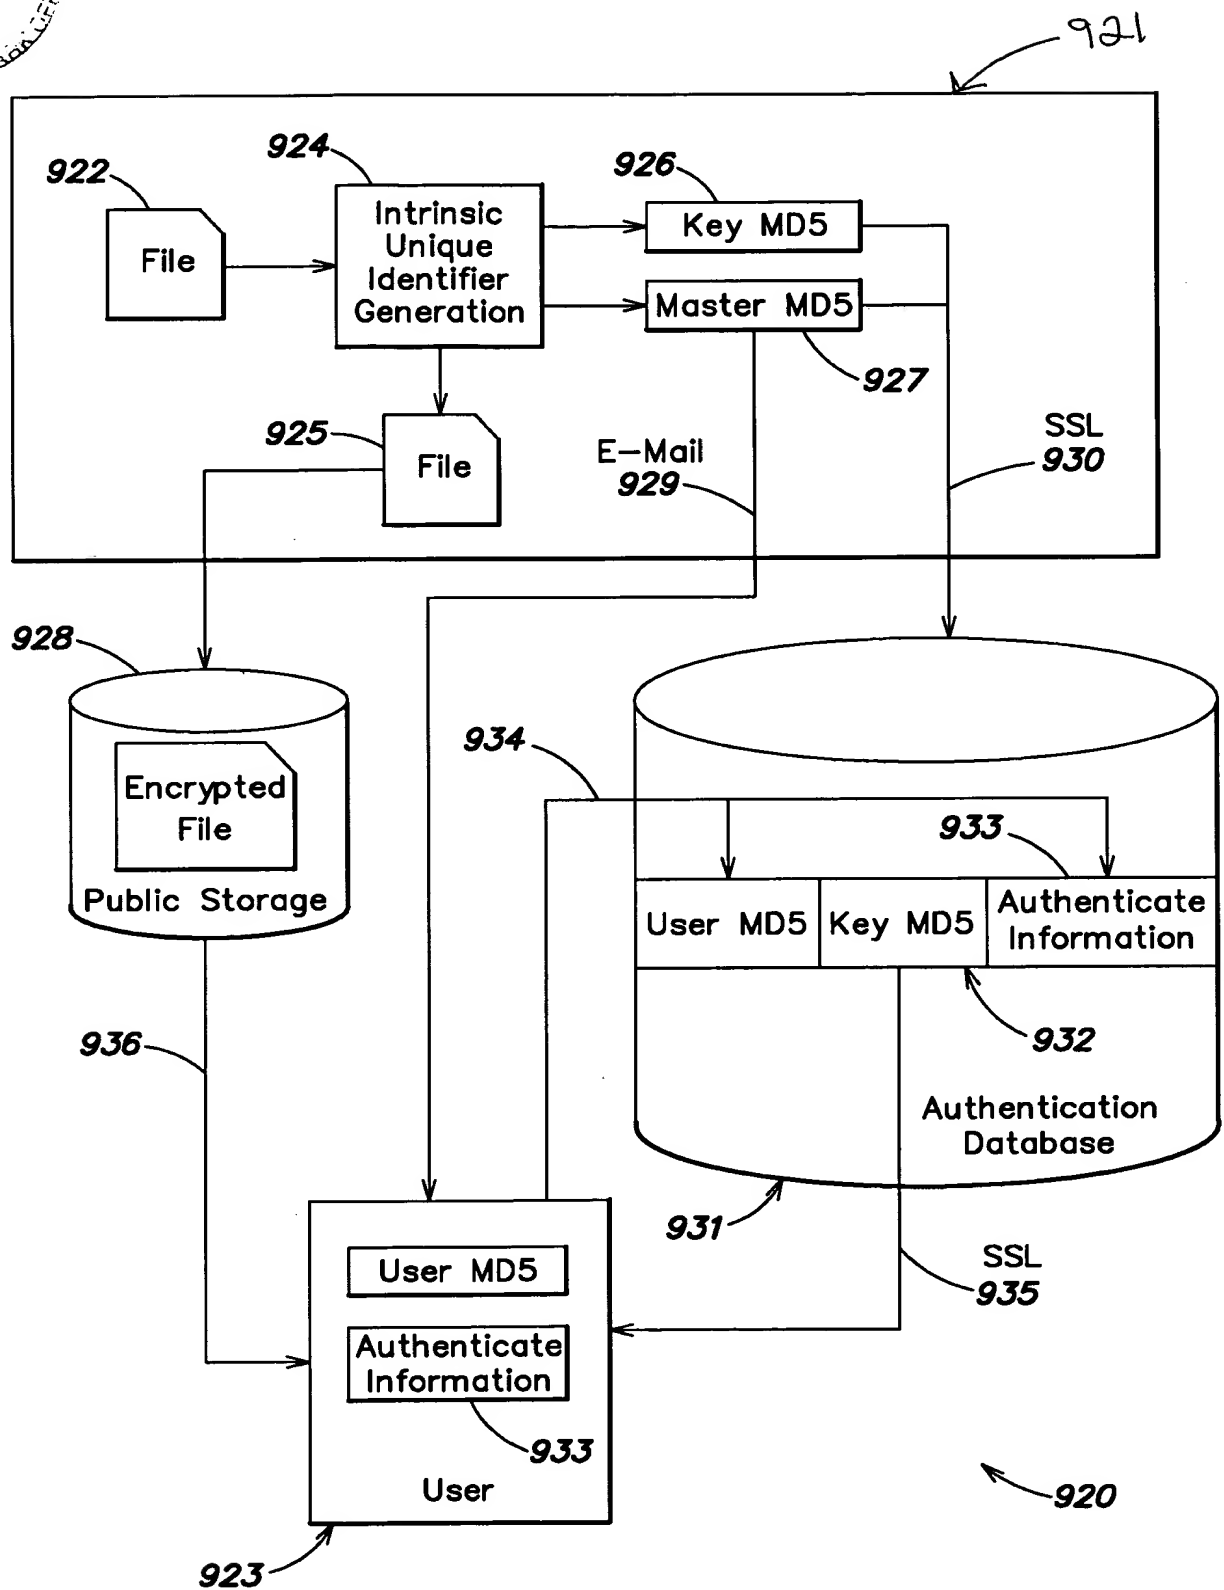 921
922
924
926
File
Intrinsic
Unique
Identifier
Generation
Key MD5
Master MD5
927
925
File
E-Mail
929
SSL
930
928
Encrypted
File
Public Storage
934
933
User MD5
Key MD5
Authenticate
Information
932
936
Authentication
Database
931
SSL
935
User MD5
Authenticate
Information
933
User
920
923